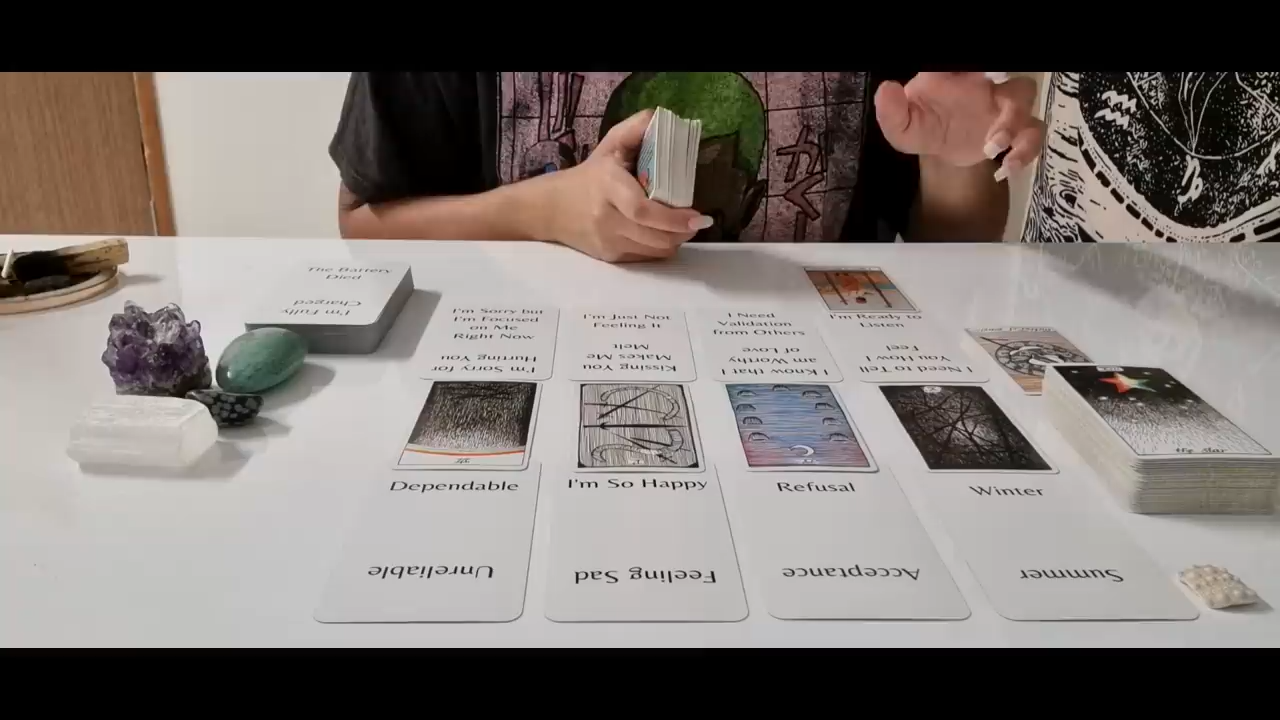 The Battery
Died
I'm Fully
Charged
I'm Sorry but
I'm Focused
on Me
Right Now
I'm Sorry for
Hurting You
I'm Just Not
Feeling It
Kissing You
Makes Me
Melt
I Need
Validation
from Others
I Know that I
am Worthy
of Love
I'm Ready to
Listen
I Need to Tell
You How I
Feel
the star
Dependable
Unreliable
I'm So Happy
Feeling Sad
Refusal
Acceptance
Winter
Summer